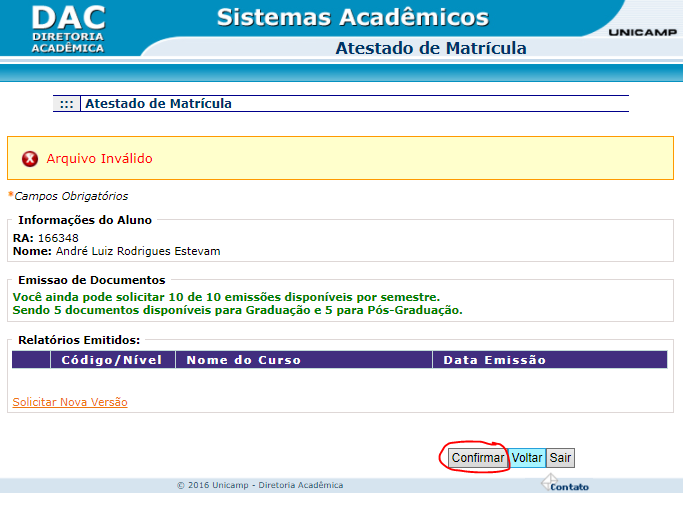 DAC
DIRETORIA
ACADÊMICA
Sistemas Acadêmicos
UNICAMP
Atestado de Matrícula
::: Atestado de Matrícula
Arquivo Inválido
*Campos Obrigatórios
Informações do Aluno
RA: 166348
Nome: André Luiz Rodrigues Estevam
Emissao de Documentos
Você ainda pode solicitar 10 de 10 emissões disponíveis por semestre.
Sendo 5 documentos disponíveis para Graduação e 5 para Pós-Graduação.
Relatórios Emitidos:
Código/Nível Nome do Curso Data Emissão
Solicitar Nova Versão
Confirmar Voltar Sair
© 2016 Unicamp - Diretoria Acadêmica
Contato